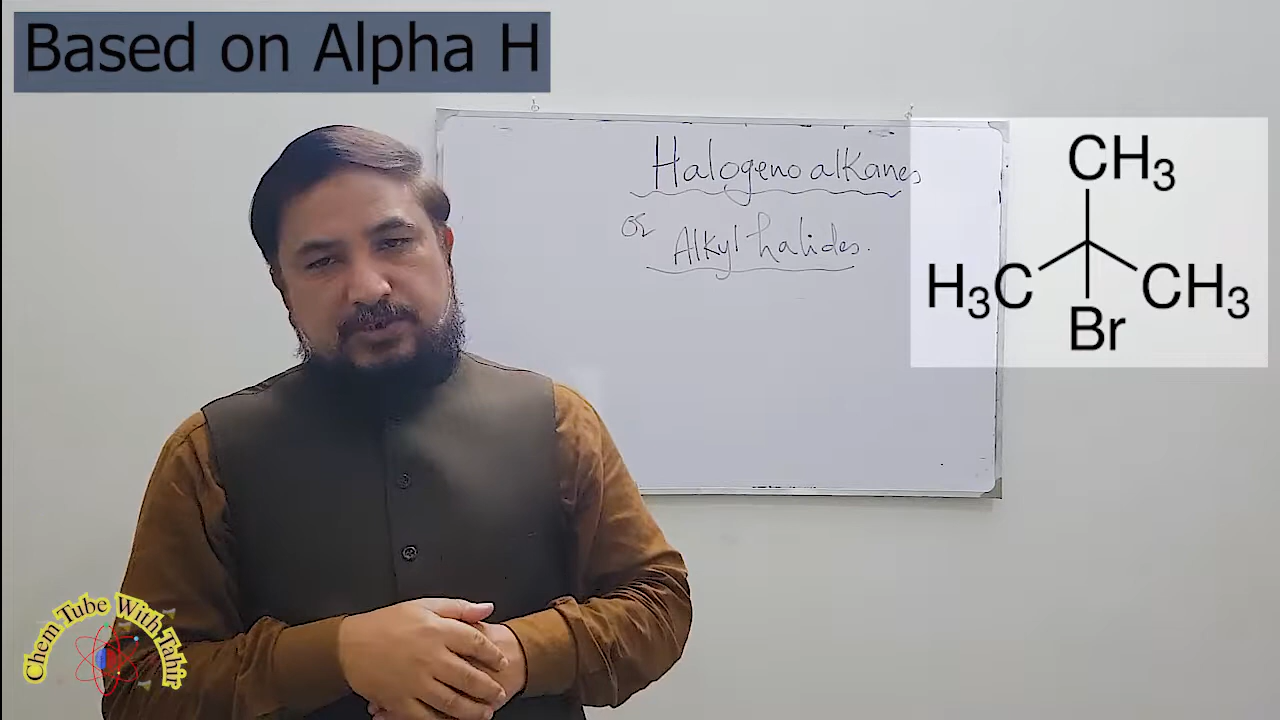 Based on Alpha H
Halogenoalkanes
or
Alkyl halides.
CH3
H3C
CH3
Br
Chem Tube With Tahir